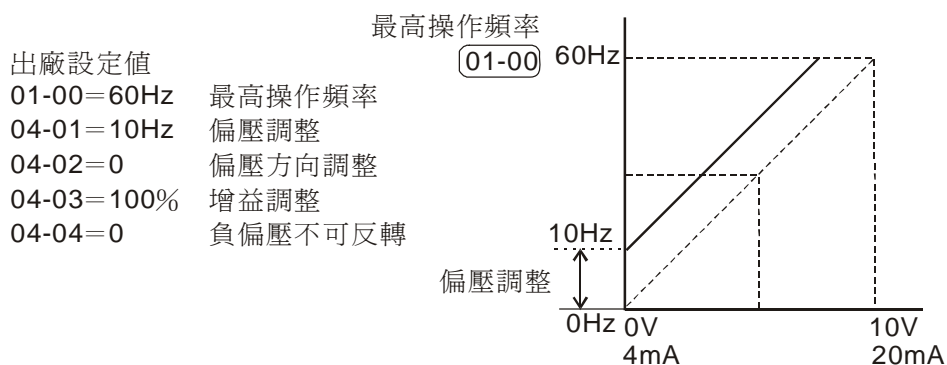 出廠設定值
01-00＝60Hz 最高操作頻率
04-01＝10Hz 偏壓調整
04-02＝0 偏壓方向調整
04-03＝100% 增益調整
04-04＝0 負偏壓不可反轉
最高操作頻率
01-00 60Hz
10Hz
偏壓調整
0Hz 0V 10V
4mA 20mA